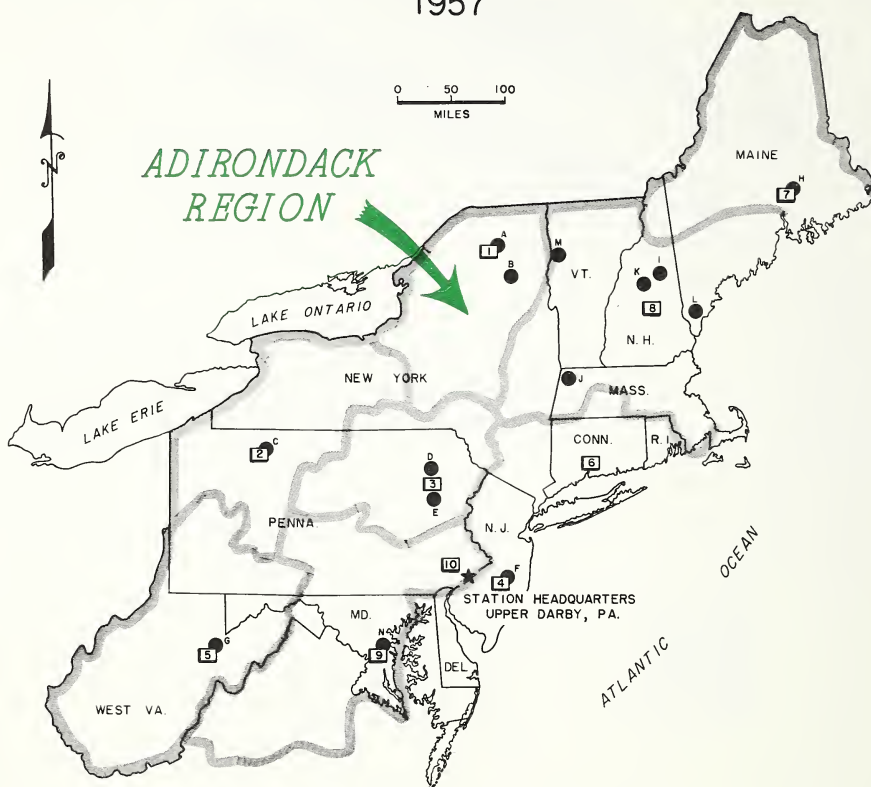 1957
N
0 50 100
MILES
ADIRONDACK
REGION
MAINE
H
7
A
1
B
M
VT.
I
K
8
L
N.H.
LAKE ONTARIO
NEW YORK
J
MASS.
LAKE ERIE
CONN.
R.I.
6
C
2
D
3
E
PENNA
N.J.
10
F
4
STATION HEADQUARTERS
UPPER DARBY, PA.
OCEAN
ATLANTIC
MD.
N
9
DEL.
G
5
WEST VA.